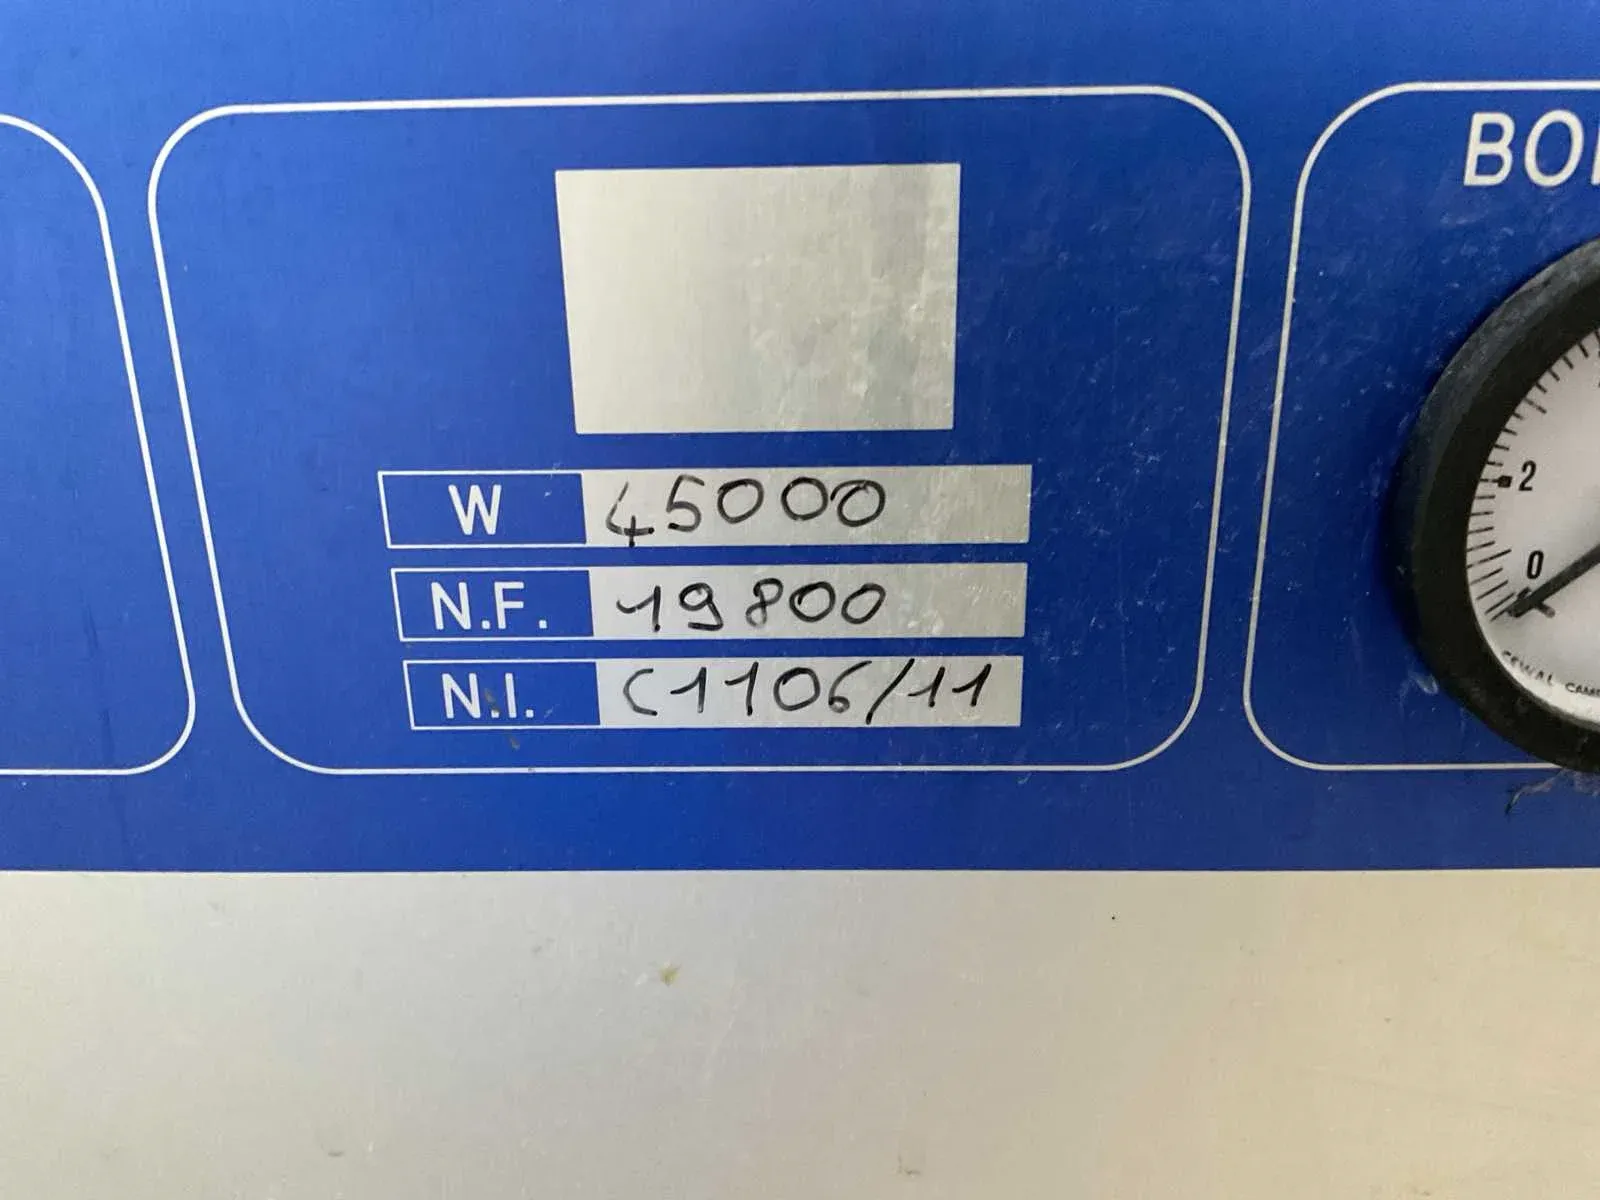 BO
W 45000
N.F. 19800
N.I. C1106/11
2
0